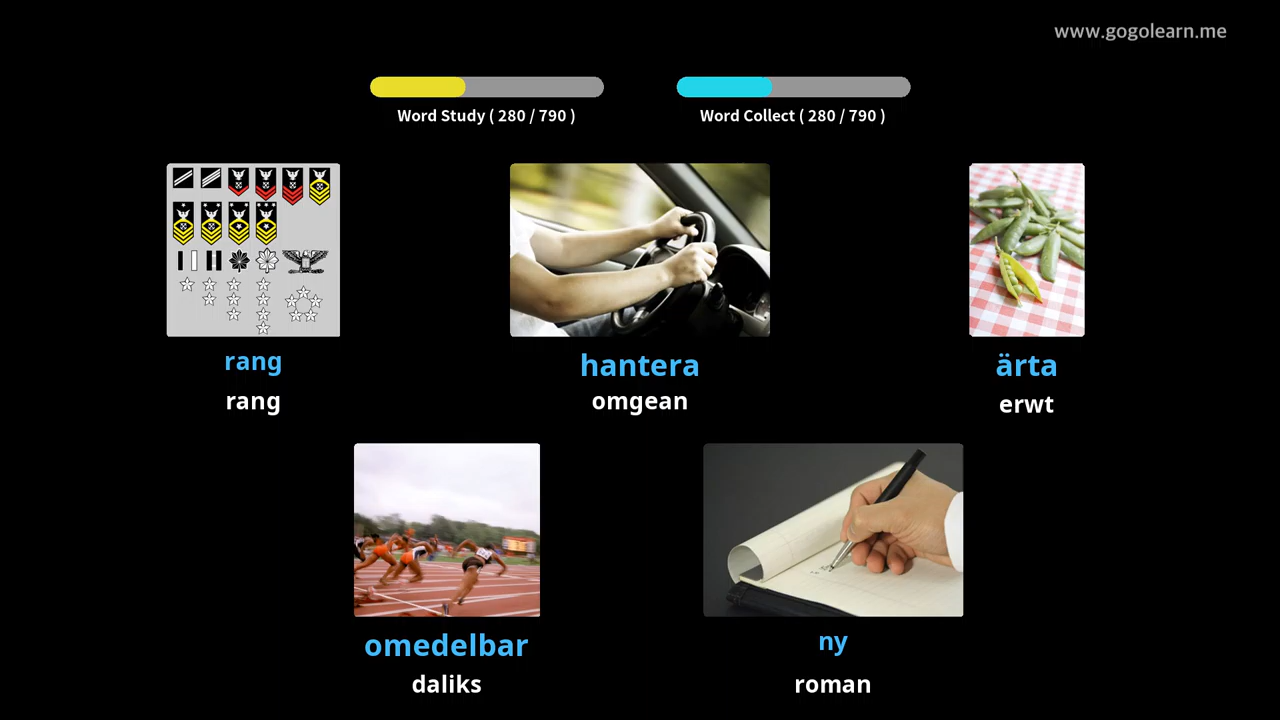 www.gogolearn.me
Word Study ( 280 / 790 )
Word Collect ( 280 / 790 )
rang
rang
hantera
omgean
ärta
erwt
omedelbar
daliks
ny
roman